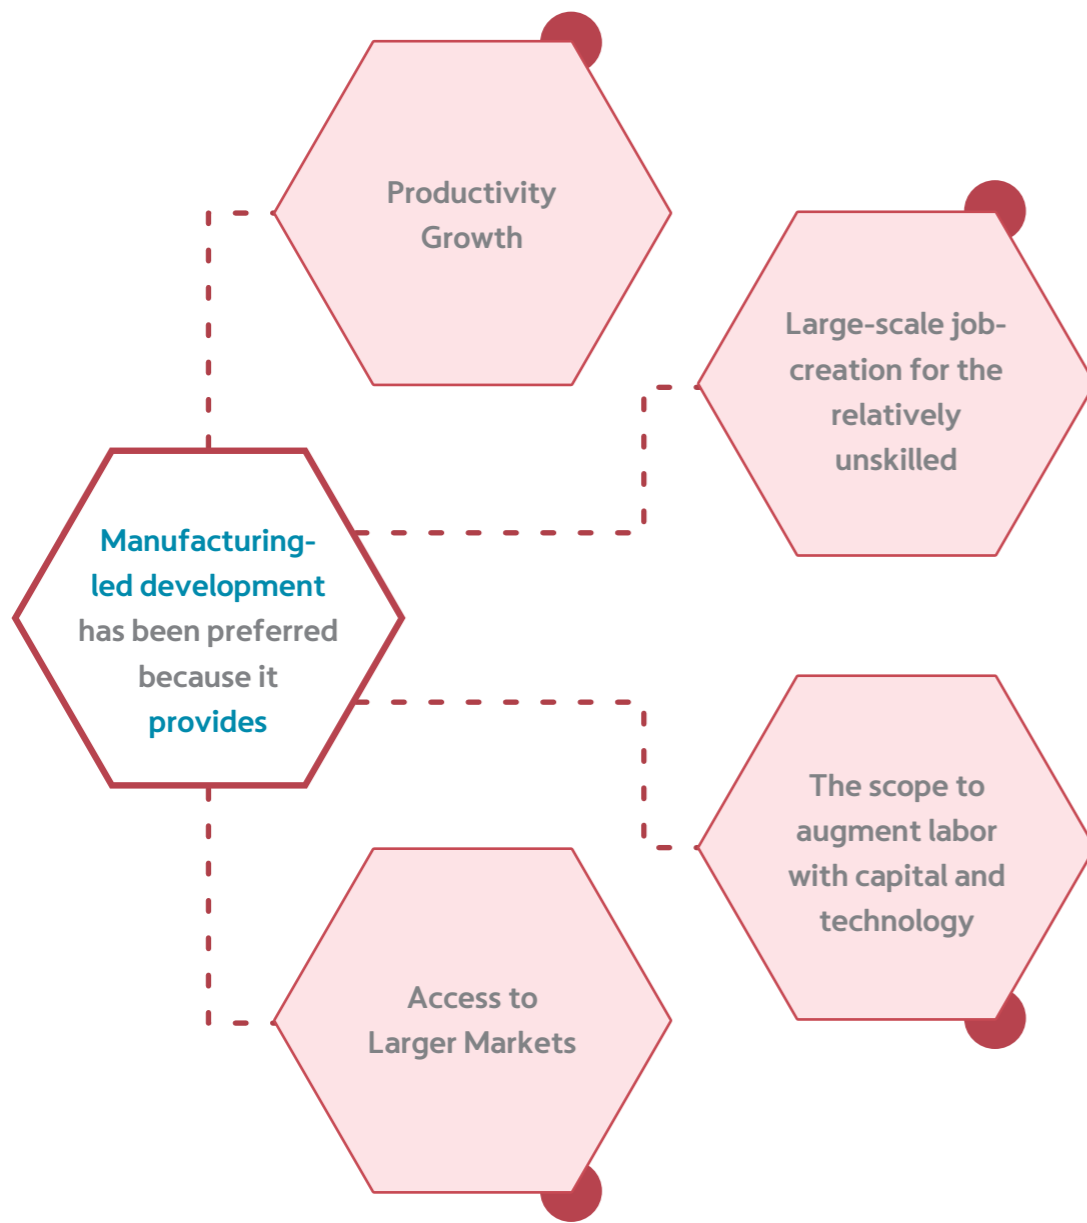 Productivity
Growth
Large-scale job-
creation for the
relatively
unskilled
Manufacturing-
led development
has been preferred
because it
provides
The scope to
augment labor
with capital and
technology
Access to
Larger Markets